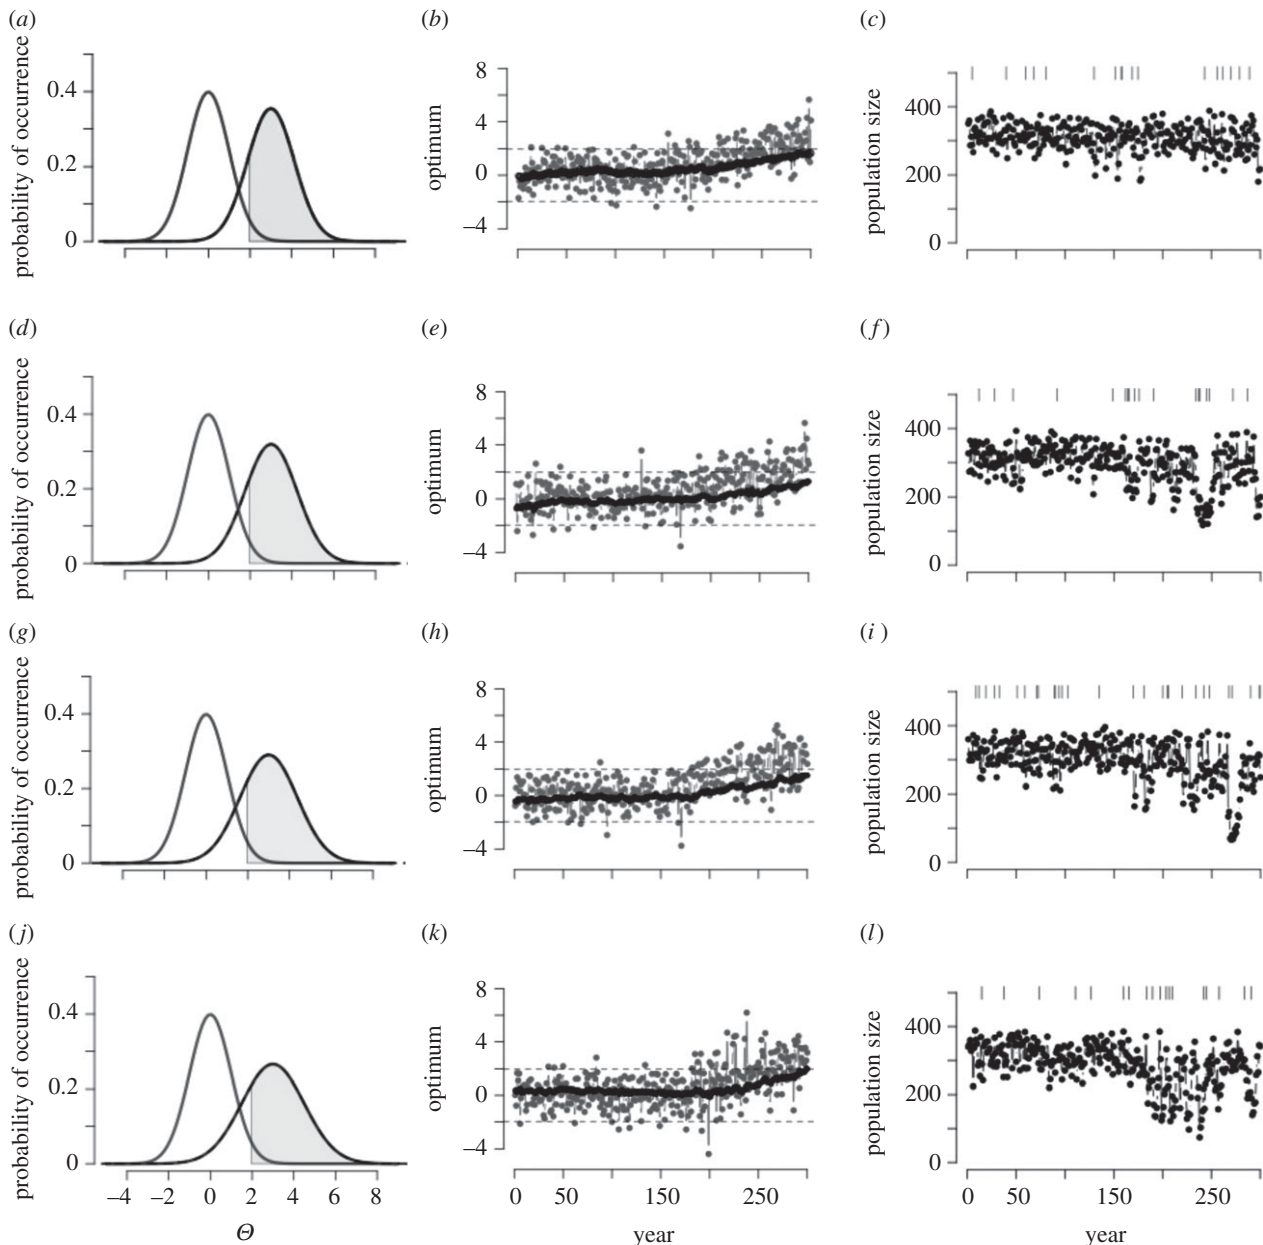 (a)
(b)
(c)
probability of occurrence
0.4
0.2
0
optimum
8
4
0
–4
population size
400
200
0
(d)
(e)
(f)
probability of occurrence
0.4
0.2
0
optimum
8
4
0
–4
population size
400
200
0
(g)
(h)
(i)
probability of occurrence
0.4
0.2
0
optimum
8
4
0
–4
population size
400
200
0
(j)
(k)
(l)
probability of occurrence
0.4
0.2
0
–4 –2 0 2 4 6 8
Θ
optimum
8
4
0
–4
0 50 150 250
year
population size
400
200
0
0 50 150 250
year